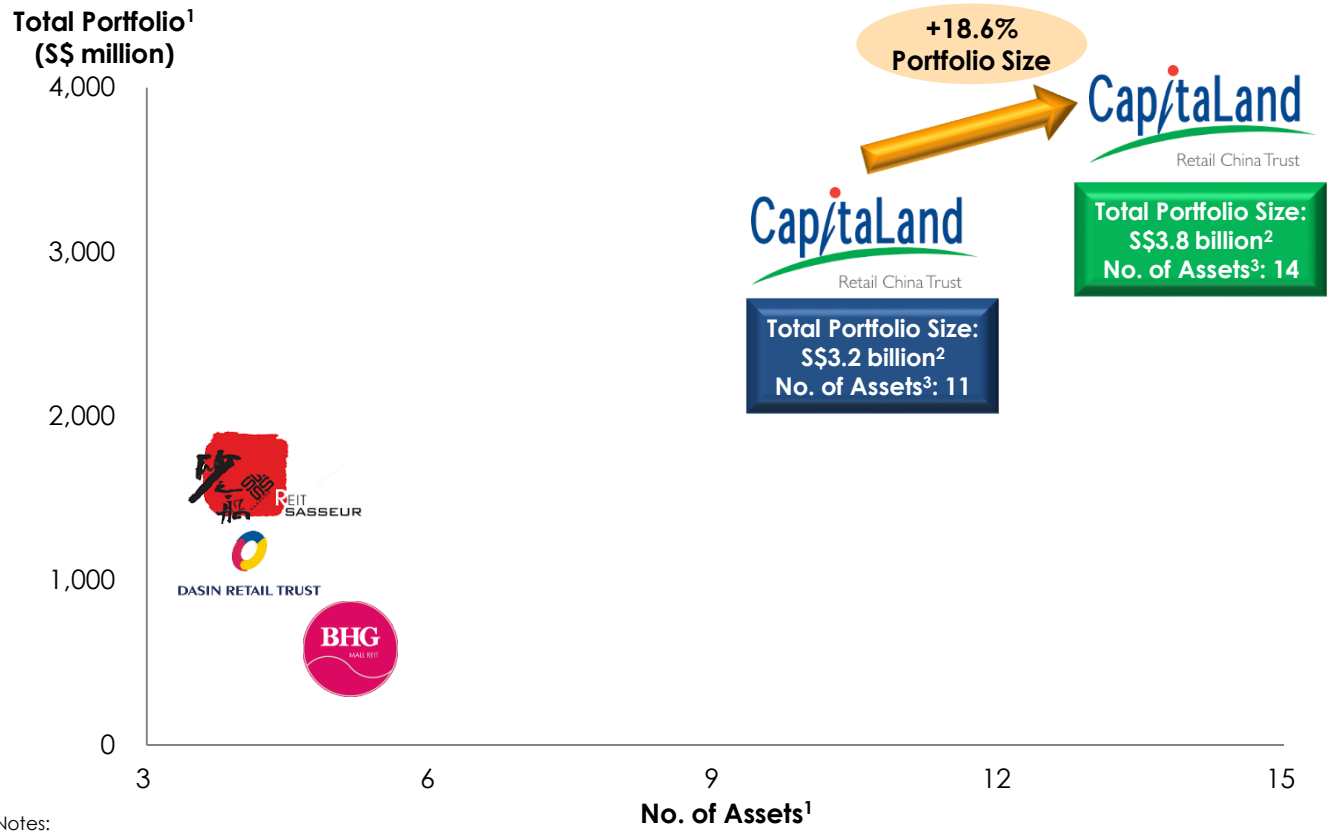 Total Portfolio¹
(S$ million)
+18.6%
Portfolio Size
4,000
3,000
2,000
1,000
0
CapitaLand
Retail China Trust
Total Portfolio Size:
S$3.8 billion²
No. of Assets³: 14
CapitaLand
Retail China Trust
Total Portfolio Size:
S$3.2 billion²
No. of Assets³: 11
REIT
SASSEUR
DASIN RETAIL TRUST
BHG
MALL REIT
3
6
9
12
15
No. of Assets¹
Notes: